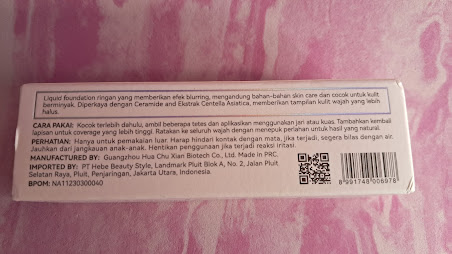 Liquid foundation ringan yang memberikan efek blurring, mengandung bahan-bahan skin care dan cocok untuk kulit
berminyak. Diperkaya dengan Ceramide and Ekstrak Centella Asiatica, memberikan tampilan kulit wajah yang lebih
halus.
CARA PAKAI: Kocok terlebih dahulu, ambil beberapa tetes dan aplikasikan menggunakan jari atau kuas. Tambahkan kembali
lapisan untuk coverage yang lebih tinggi. Ratakan ke seluruh wajah dengan menepuk perlahan untuk hasil yang natural.
PERHATIAN: Hanya untuk pemakaian luar. Harap hindari kontak dengan mata, jika terjadi, segera bilas dengan air.
Jauhkan dari jangkauan anak-anak. Hentikan penggunaan jika terjadi reaksi iritasi.
MANUFACTURED BY: Guangzhou Hua Chu Xian Biotech Co., Ltd. Made in PRC.
IMPORTED BY: PT Hebe Beauty Style, Landmark Pluit Blok A, No. 2, Jalan Pluit
Selatan Raya, Pluit, Penjaringan, Jakarta Utara, Indonesia.
BPOM: NA11230300040
8 991748 006978